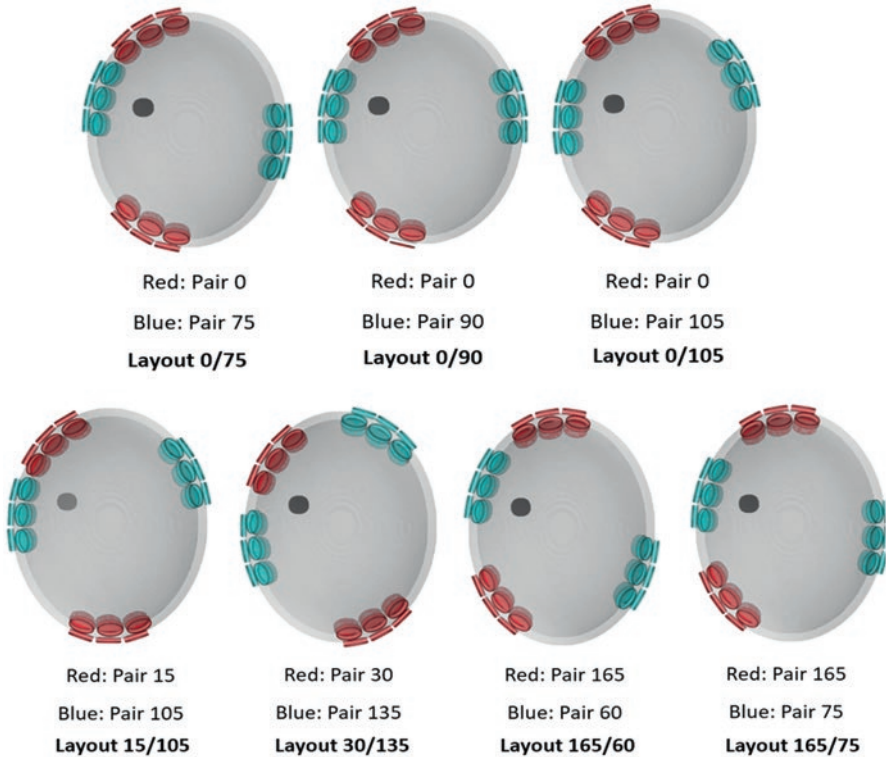 Red: Pair 0
Blue: Pair 75
Layout 0/75
Red: Pair 0
Blue: Pair 90
Layout 0/90
Red: Pair 0
Blue: Pair 105
Layout 0/105
Red: Pair 15
Blue: Pair 105
Layout 15/105
Red: Pair 30
Blue: Pair 135
Layout 30/135
Red: Pair 165
Blue: Pair 60
Layout 165/60
Red: Pair 165
Blue: Pair 75
Layout 165/75